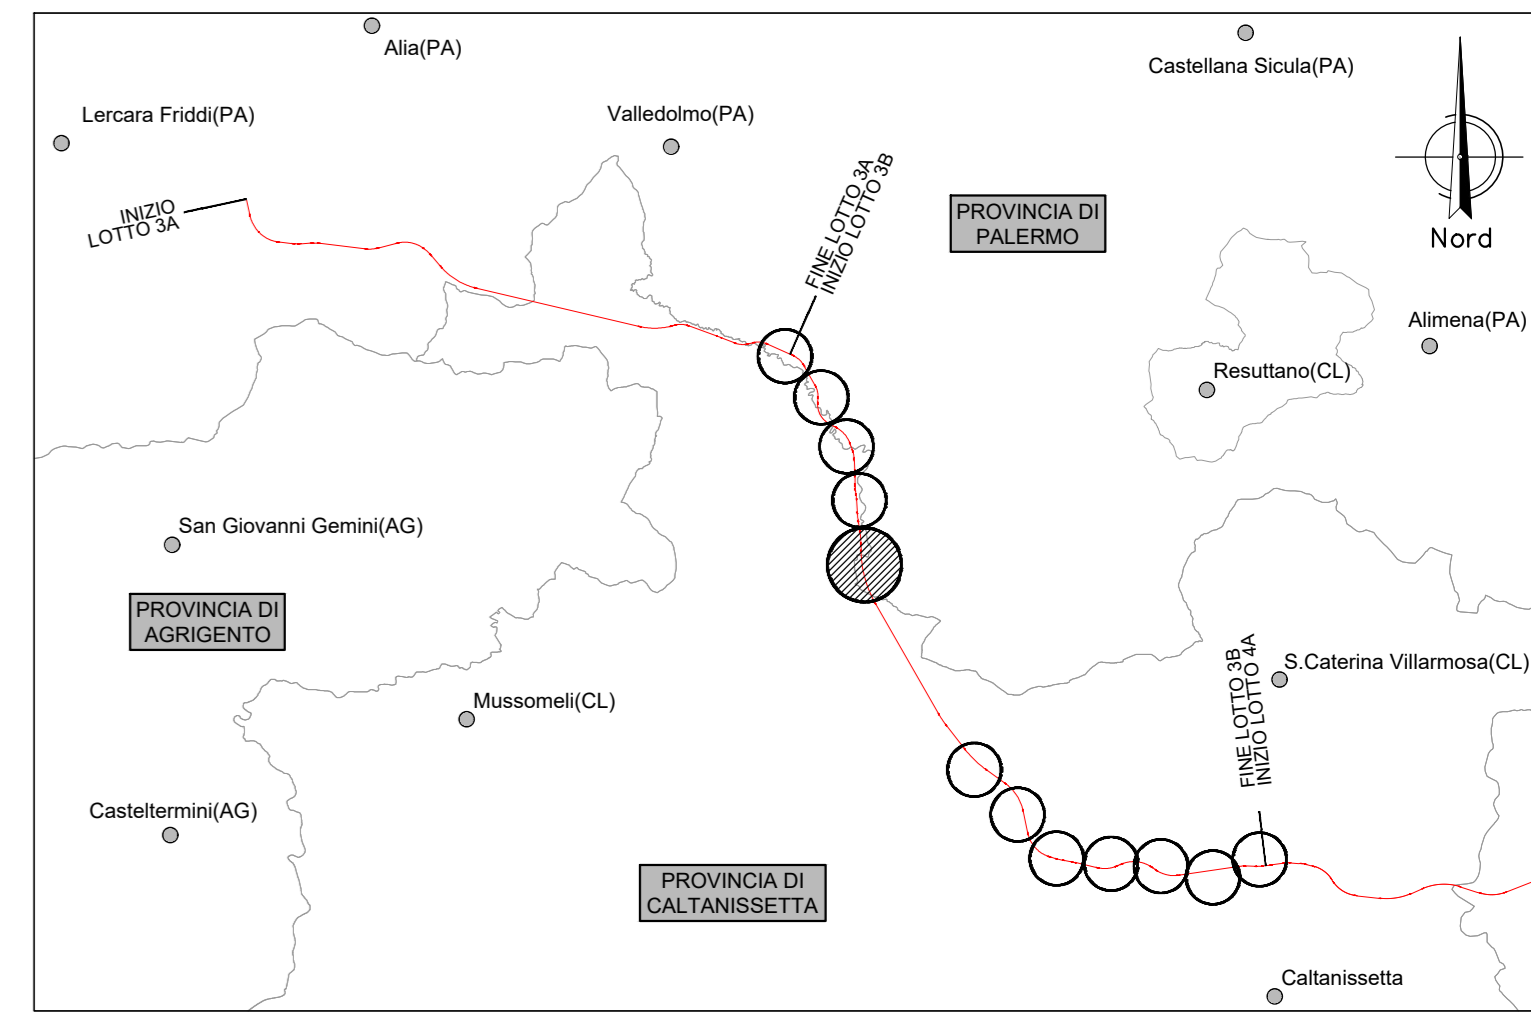 Alia(PA)
Castellana Sicula(PA)
Lercara Friddi(PA)
Valledolmo(PA)
INIZIO
LOTTO 3A
FINE LOTTO 3A
INIZIO LOTTO 3B
PROVINCIA DI
PALERMO
Nord
Alimena(PA)
Resuttano(CL)
San Giovanni Gemini(AG)
PROVINCIA DI
AGRIGENTO
FINE LOTTO 3B
INIZIO LOTTO 4A
S.Caterina Villarmosa(CL)
Mussomeli(CL)
Casteltermini(AG)
PROVINCIA DI
CALTANISSETTA
Caltanissetta